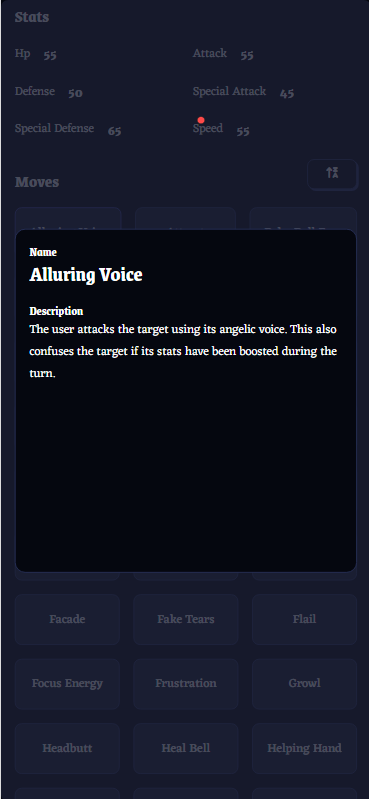 Stats
Hp 55 Attack 55
Defense 50 Special Attack 45
Special Defense 65 Speed 55
Moves
Name
Alluring Voice
Description
The user attacks the target using its angelic voice. This also
confuses the target if its stats have been boosted during the
turn.
Facade Fake Tears Flail
Focus Energy Frustration Growl
Headbutt Heal Bell Helping Hand